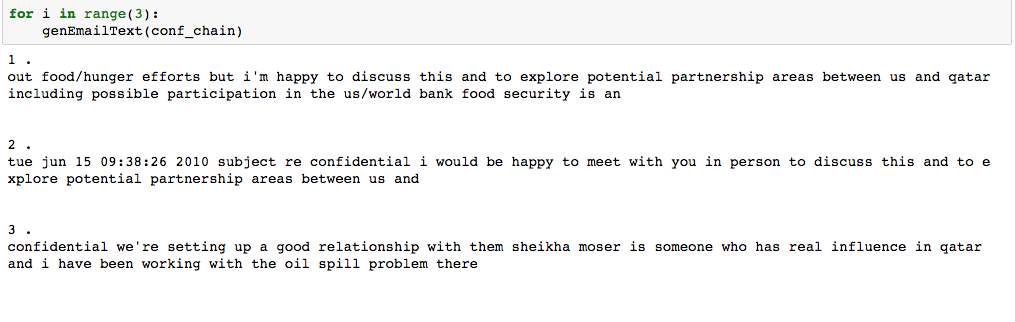 for i in range(3):
genEmailText(conf_chain)
1 .
out food/hunger efforts but i'm happy to discuss this and to explore potential partnership areas between us and qatar
including possible participation in the us/world bank food security is an
2 .
tue jun 15 09:38:26 2010 subject re confidential i would be happy to meet with you in person to discuss this and to e
xplore potential partnership areas between us and
3 .
confidential we're setting up a good relationship with them sheikha moser is someone who has real influence in qatar
and i have been working with the oil spill problem there